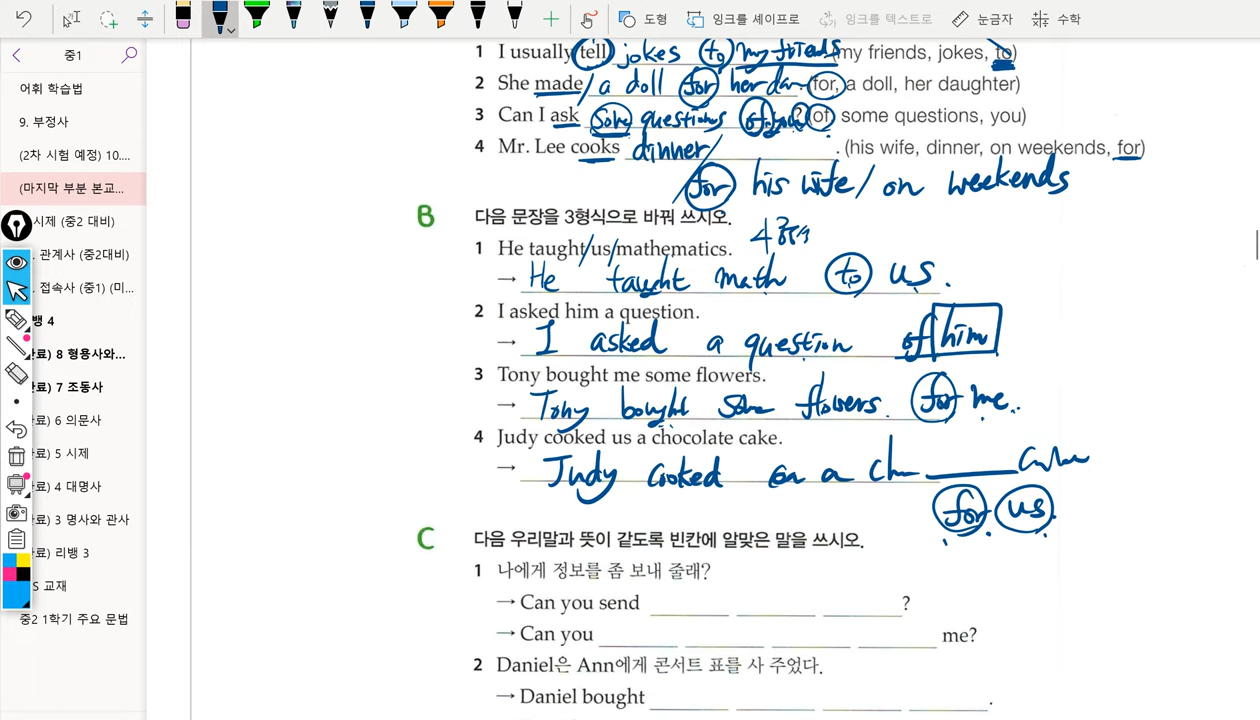 도형
잉크를 셰이프로
잉크를 텍스트로
눈금자
수학
중1
어휘 학습법
9. 부정사
(2차 시험 예정) 10....
(마지막 부분 본교...
시제 (중2 대비)
. 관계사 (중2대비)
. 접속사 (중1) (미...
뱅 4
료) 8 형용사와...
료) 7 조동사
료) 6 의문사
료) 5 시제
료) 4 대명사
료) 3 명사와 관사
료) 리뱅 3
S 교재
중2 1학기 주요 문법
1 I usually tell jokes to my friends (my friends, jokes, to)
2 She made / a doll for her (for, a doll, her daughter)
3 Can I ask some questions of you? (of, some questions, you)
4 Mr. Lee cooks dinner / . (his wife, dinner, on weekends, for)
/ for his wife / on weekends
B 다음 문장을 3형식으로 바꿔 쓰시오.
4형식
1 He taught/us/mathematics.
→ He taught math to us.
2 I asked him a question.
→ I asked a question of him
3 Tony bought me some flowers.
→ Tony bought some flowers for me.
4 Judy cooked us a chocolate cake.
→ Judy cooked a
for us.
C 다음 우리말과 뜻이 같도록 빈칸에 알맞은 말을 쓰시오.
1 나에게 정보를 좀 보내 줄래?
→ Can you send ____ ____ ____ ?
→ Can you ____ ____ ____ ____ me?
2 Daniel은 Ann에게 콘서트 표를 사 주었다.
→ Daniel bought ____ ____ ____ ____ .